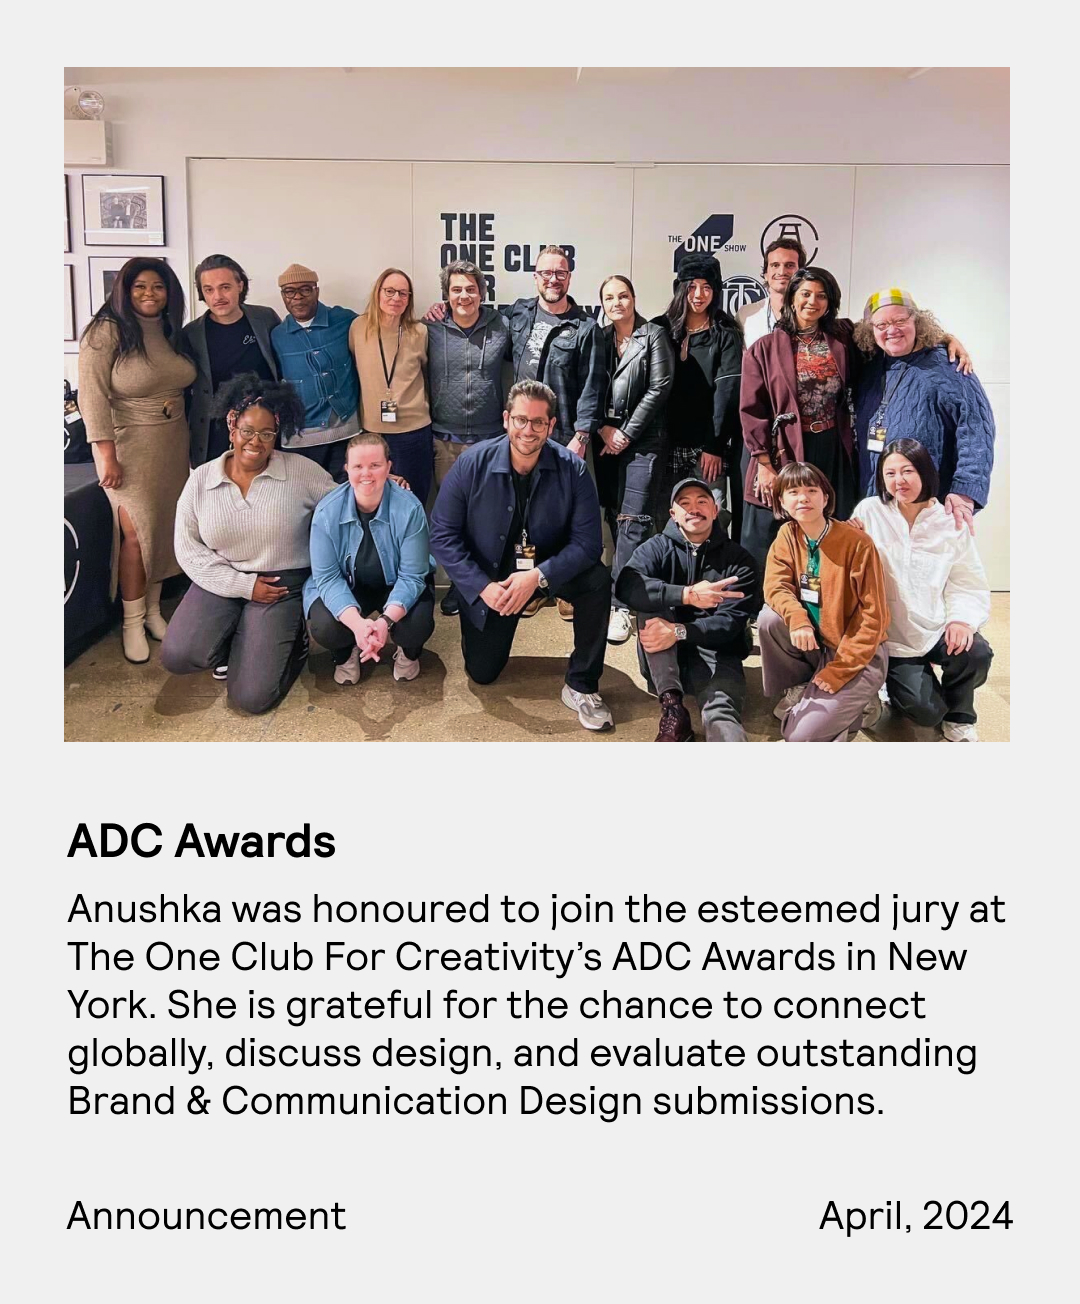 THE
ONE CLUB
THE ONE SHOW
ADC Awards
Anushka was honoured to join the esteemed jury at
The One Club For Creativity’s ADC Awards in New
York. She is grateful for the chance to connect
globally, discuss design, and evaluate outstanding
Brand & Communication Design submissions.
Announcement
April, 2024